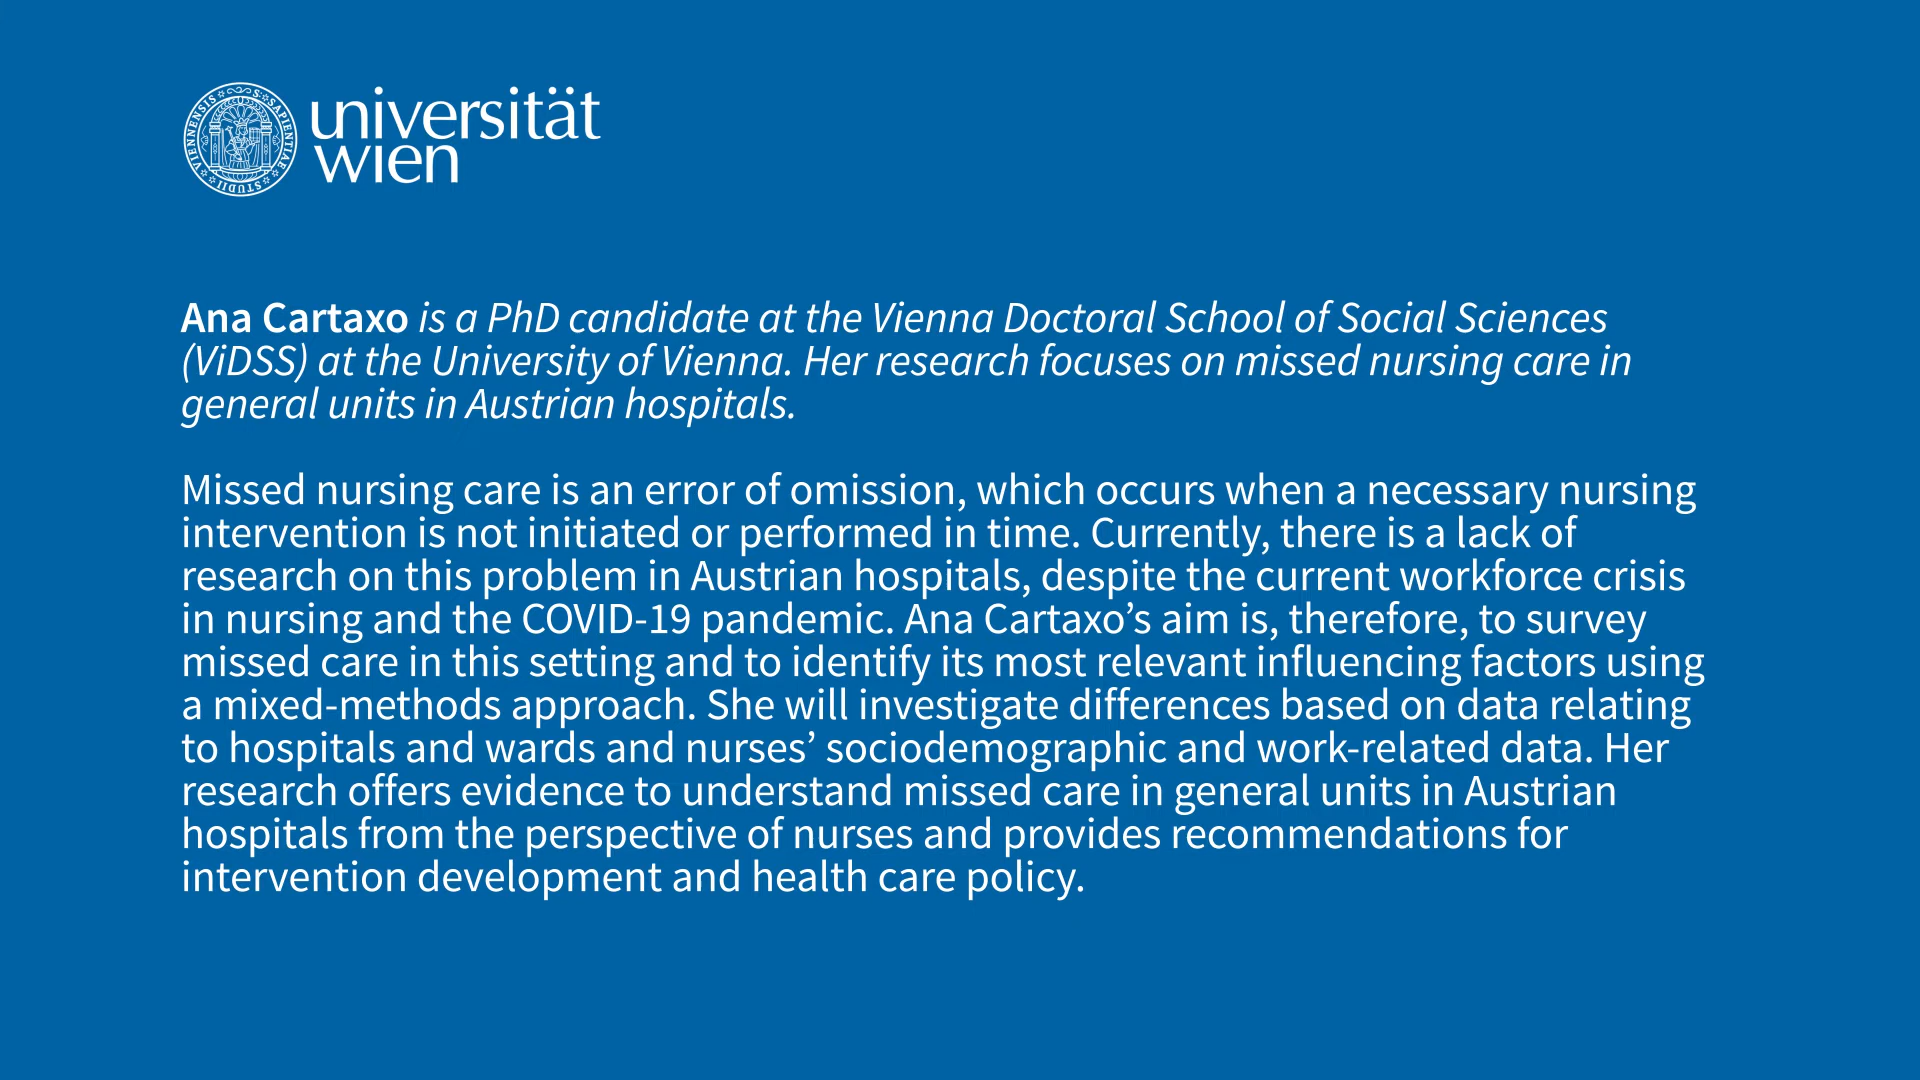 VIENNENSIS
S·SAPIENTIAE
STUDII
universität
wien
Ana Cartaxo is a PhD candidate at the Vienna Doctoral School of Social Sciences
(ViDSS) at the University of Vienna. Her research focuses on missed nursing care in
general units in Austrian hospitals.
Missed nursing care is an error of omission, which occurs when a necessary nursing
intervention is not initiated or performed in time. Currently, there is a lack of
research on this problem in Austrian hospitals, despite the current workforce crisis
in nursing and the COVID-19 pandemic. Ana Cartaxo’s aim is, therefore, to survey
missed care in this setting and to identify its most relevant influencing factors using
a mixed-methods approach. She will investigate differences based on data relating
to hospitals and wards and nurses’ sociodemographic and work-related data. Her
research offers evidence to understand missed care in general units in Austrian
hospitals from the perspective of nurses and provides recommendations for
intervention development and health care policy.